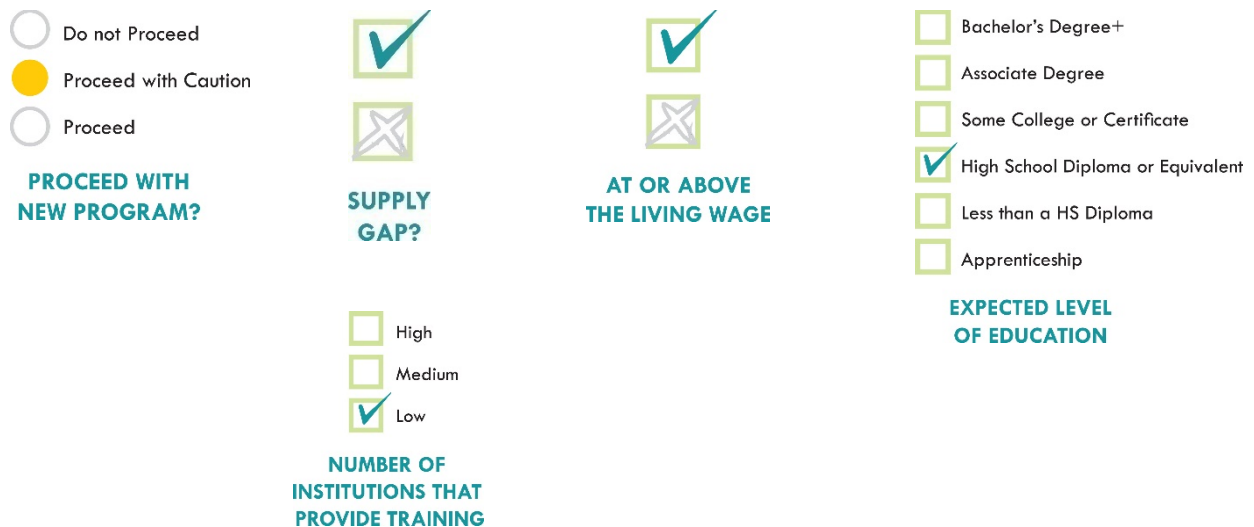 Do not Proceed
Proceed with Caution
Proceed
PROCEED WITH
NEW PROGRAM?
SUPPLY
GAP?
AT OR ABOVE
THE LIVING WAGE
Bachelor's Degree+
Associate Degree
Some College or Certificate
High School Diploma or Equivalent
Less than a HS Diploma
Apprenticeship
EXPECTED LEVEL
OF EDUCATION
High
Medium
Low
NUMBER OF
INSTITUTIONS THAT
PROVIDE TRAINING